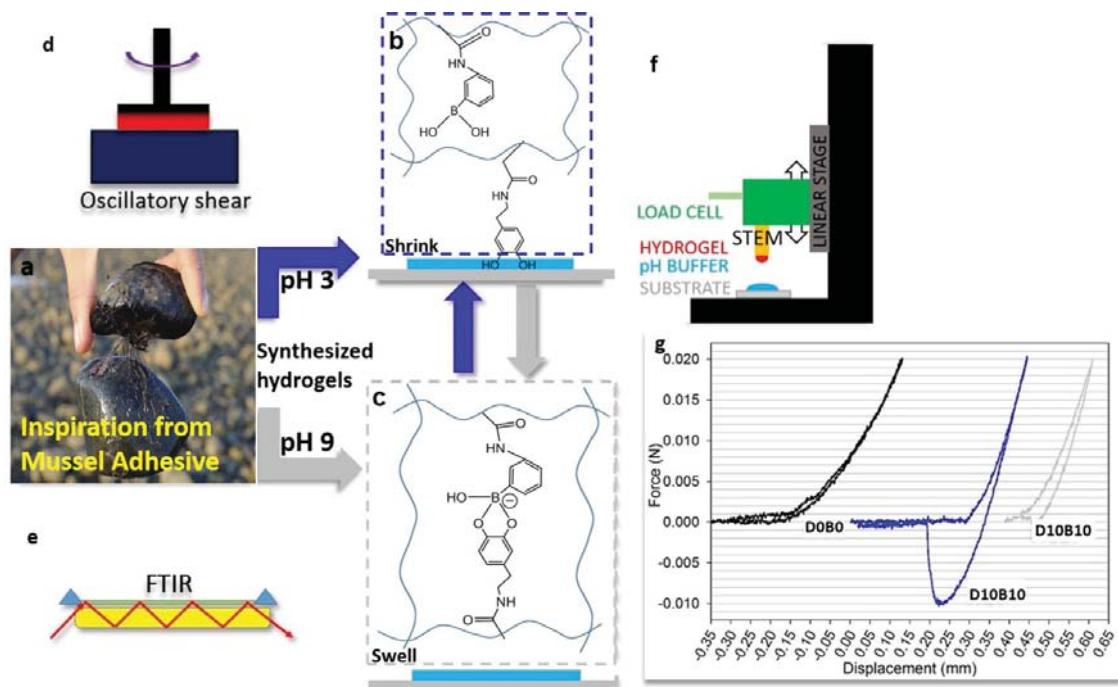 d
Oscillatory shear
a
Inspiration from
Mussel Adhesive
pH 3
Synthesized
hydrogels
pH 9
e
FTIR
b
O
NH
B
HO
OH
O
NH
HO
OH
Shrink
c
O
NH
HO
B
O
O
NH
O
Swell
f
LINEAR STAGE
LOAD CELL
STEM
HYDROGEL
pH BUFFER
SUBSTRATE
g
0.020
0.015
0.010
0.005
0.000
-0.005
-0.010
Force (N)
D0B0
D10B10
D10B10
-0.35
-0.30
-0.25
-0.20
-0.15
-0.10
-0.05
0.00
0.05
0.10
0.15
0.20
0.25
0.30
0.35
0.40
0.45
0.50
0.55
0.60
0.65
Displacement (mm)